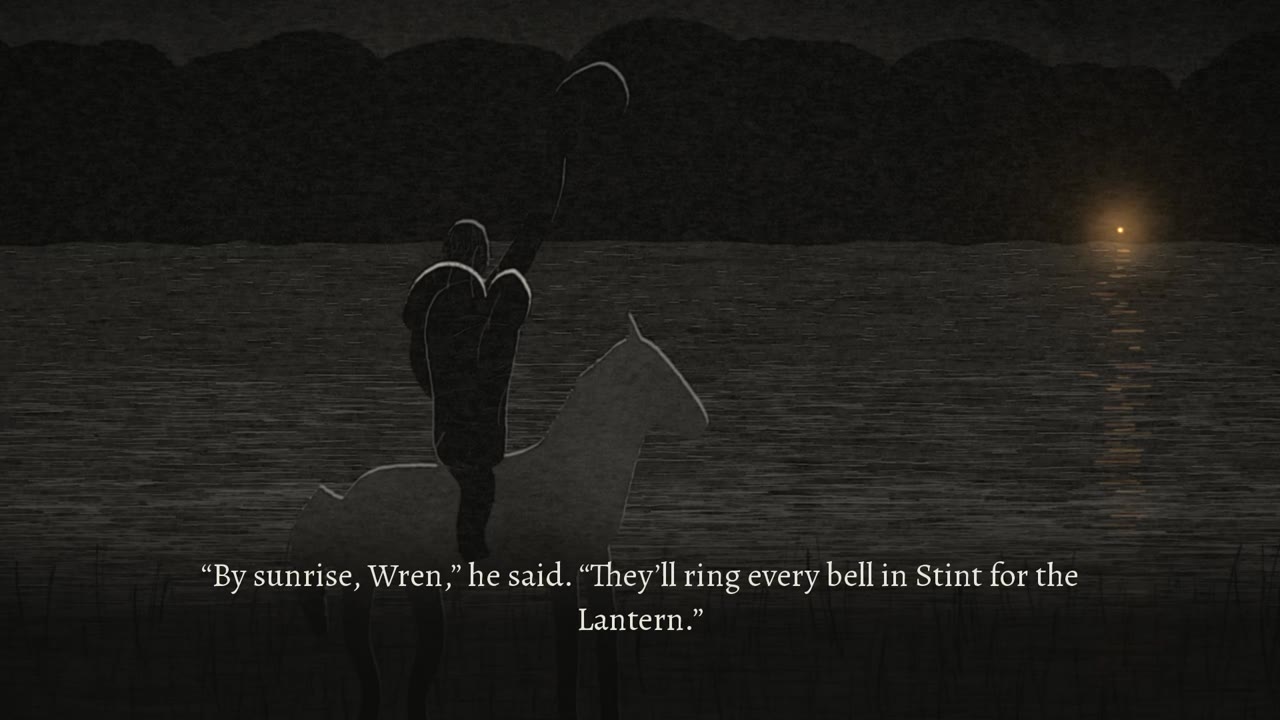 “By sunrise, Wren,” he said. “They’ll ring every bell in Stint for the
Lantern.”